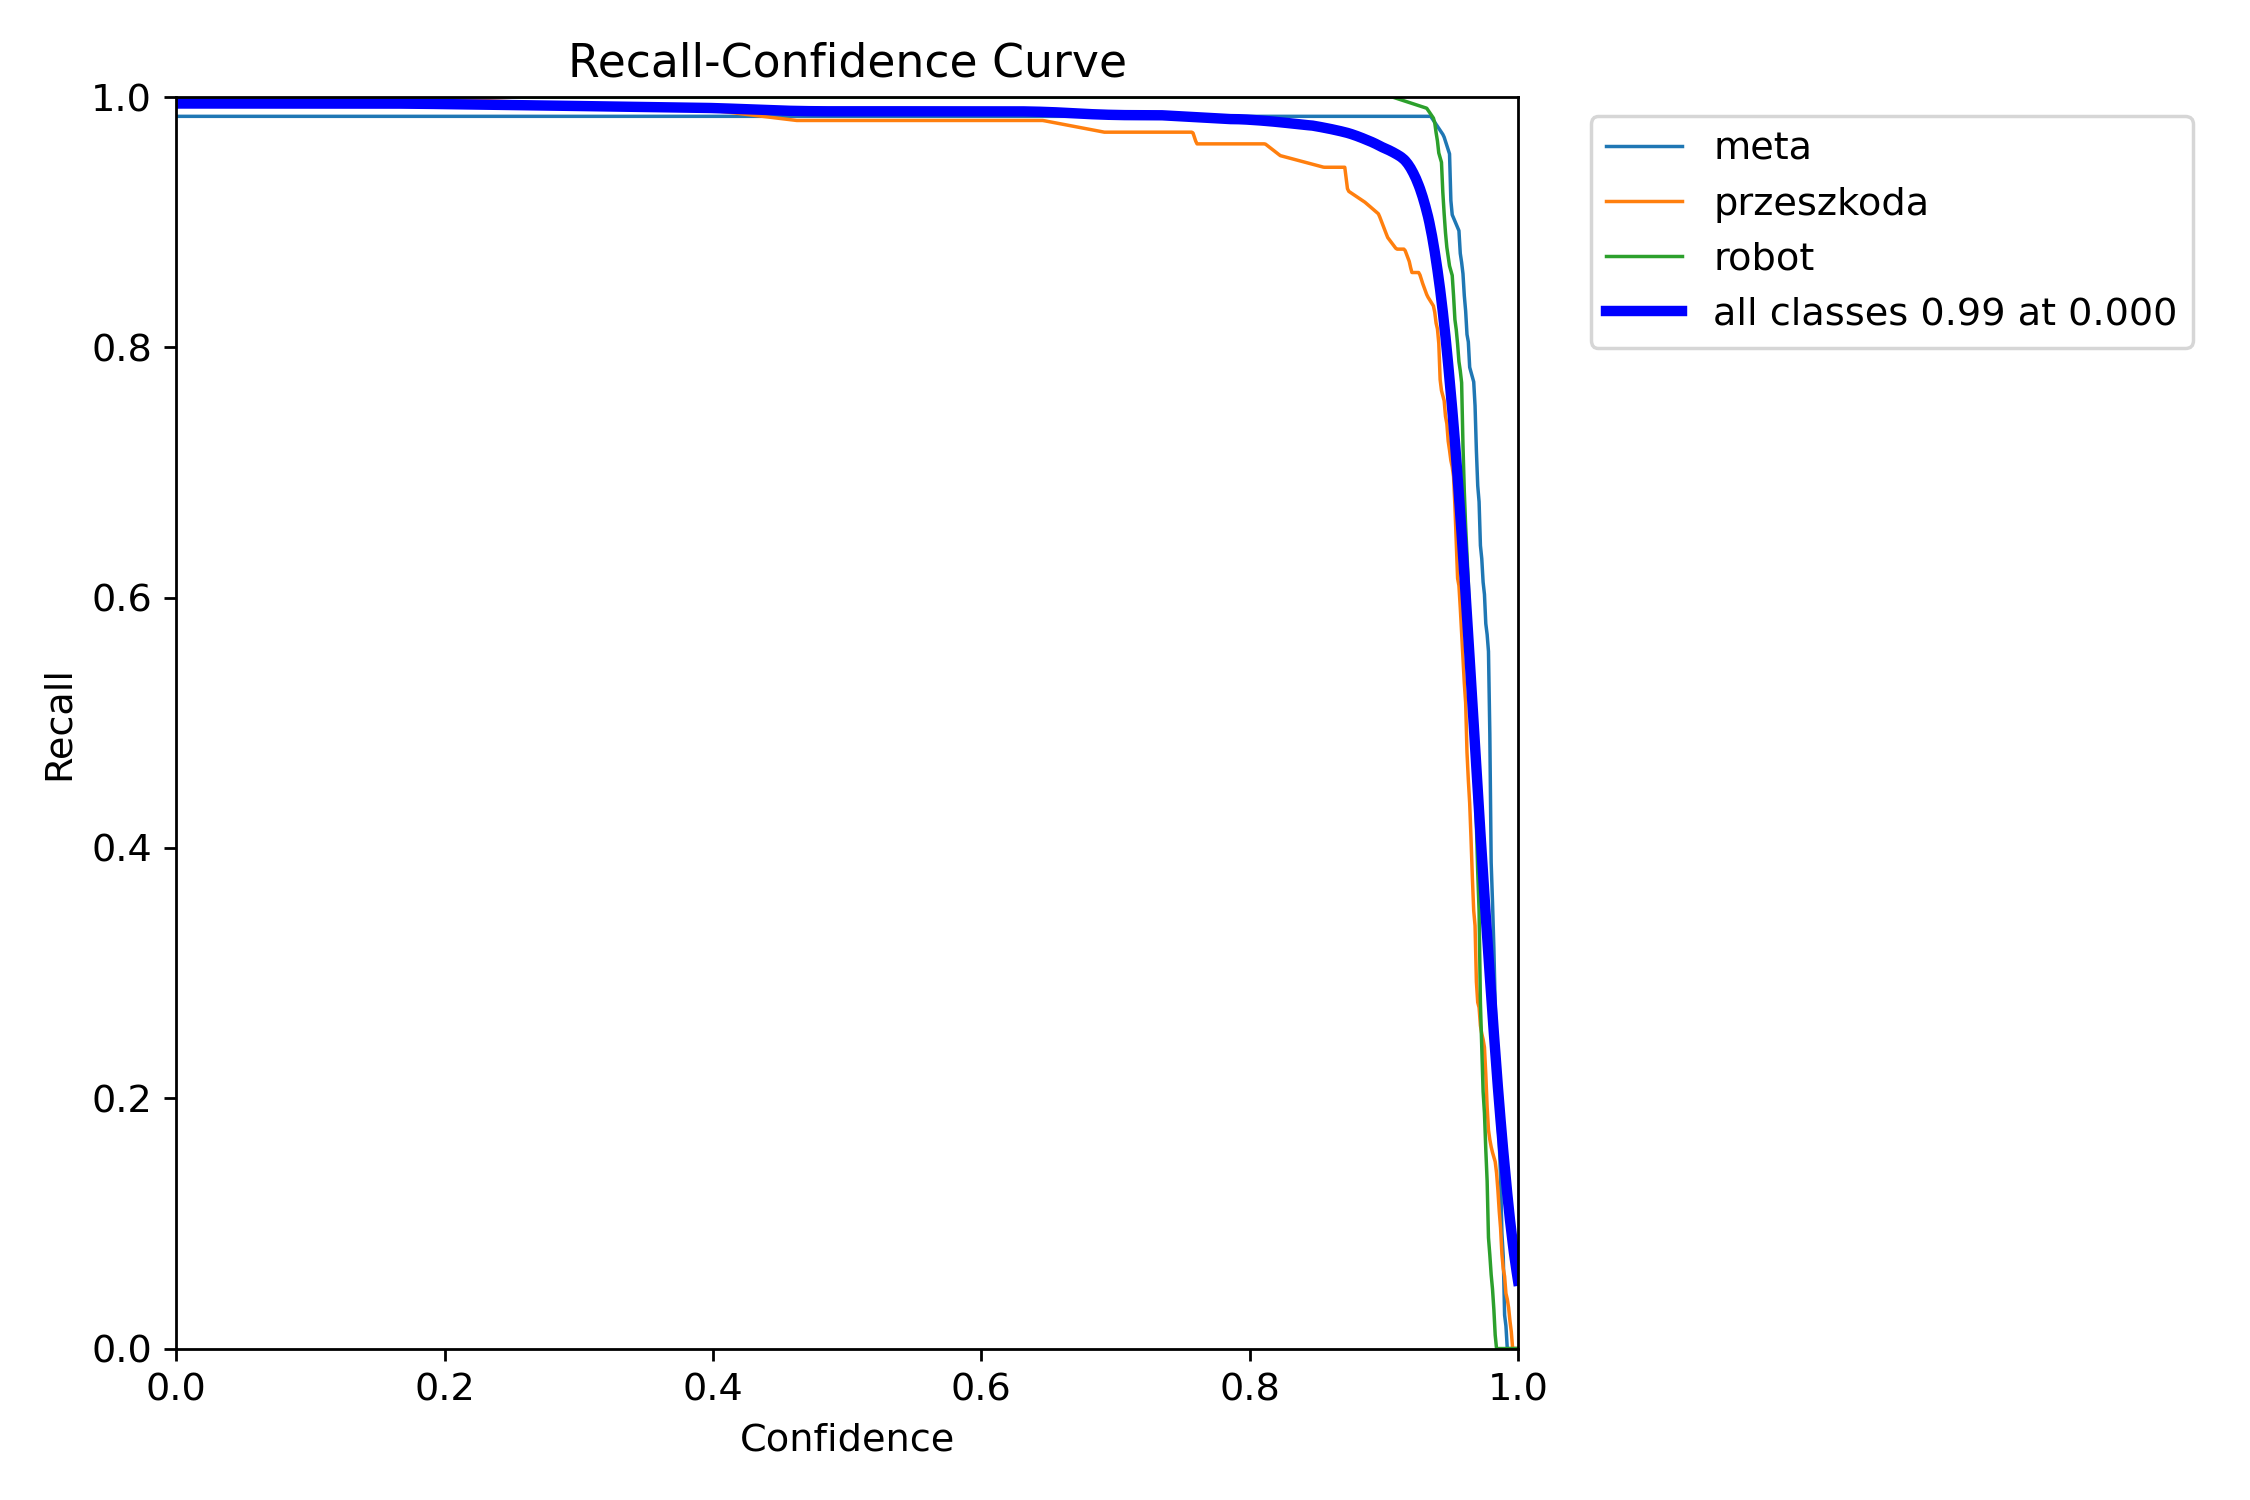 Recall-Confidence Curve
1.0
0.8
0.6
0.4
0.2
0.0
Recall
0.0 0.2 0.4 0.6 0.8 1.0
Confidence
meta
przeszkoda
robot
all classes 0.99 at 0.000